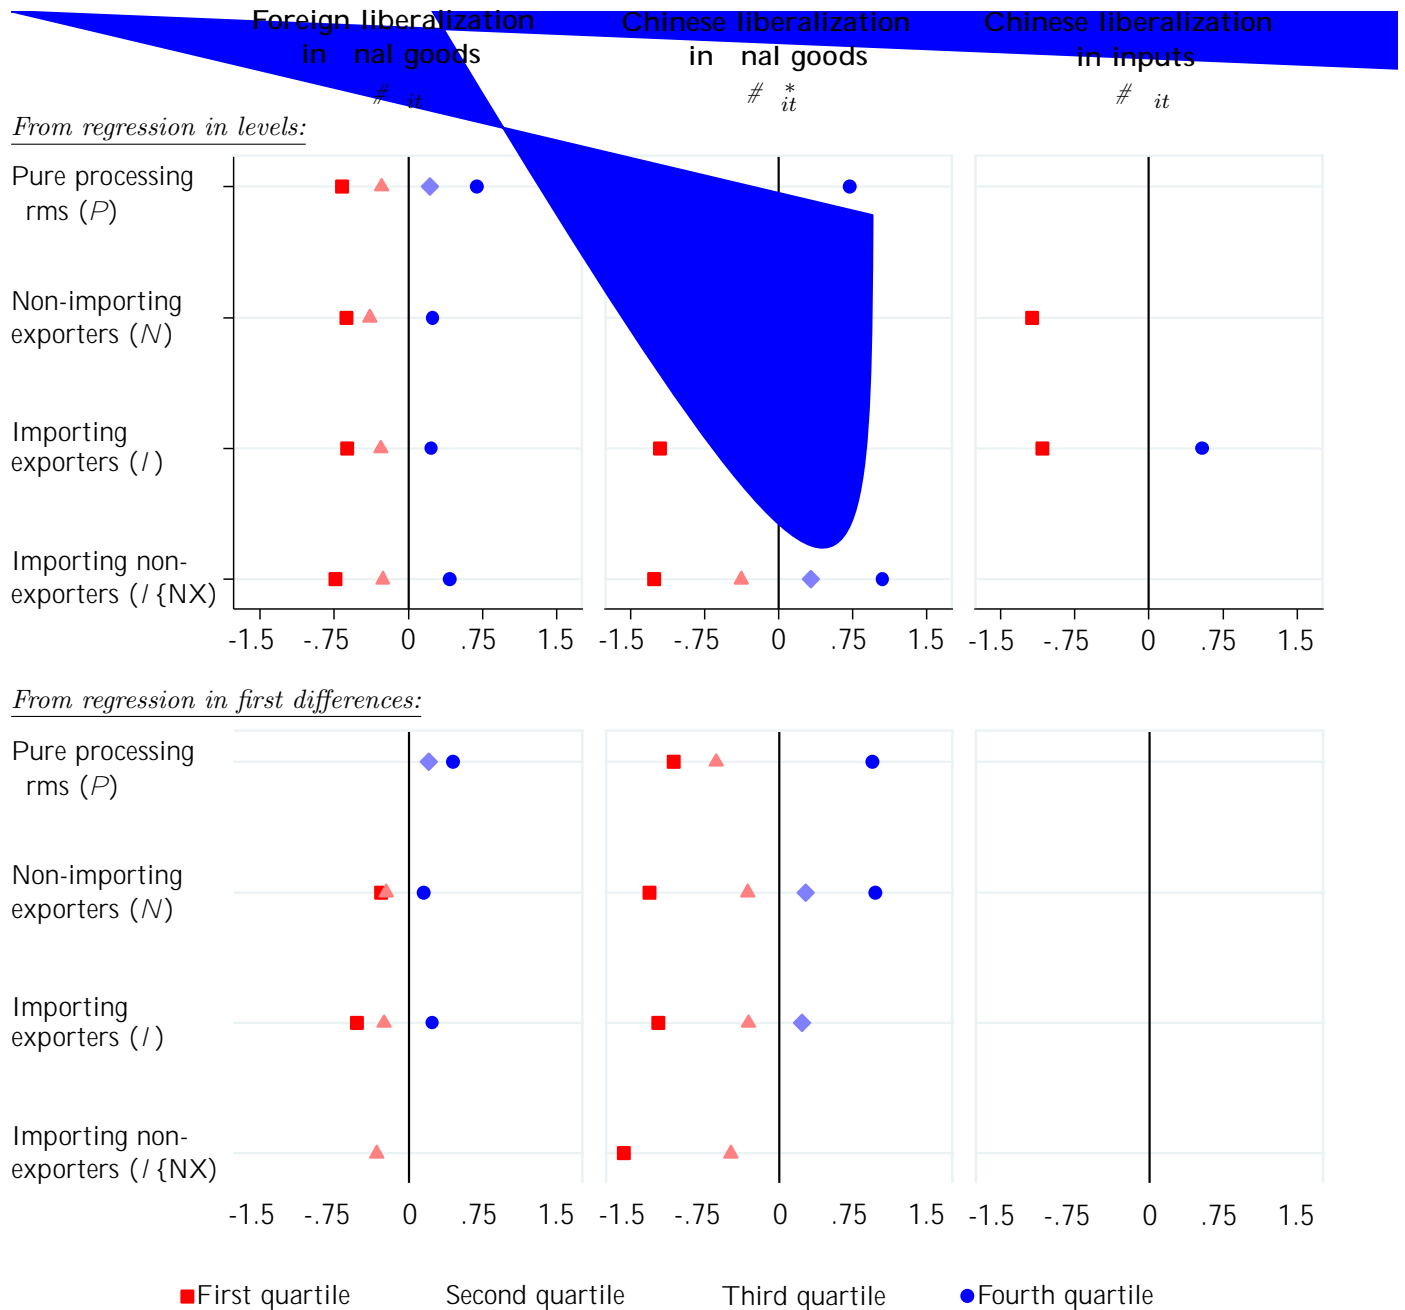 Foreign liberalization Chinese liberalization Chinese liberalization
in nal goods in nal goods in inputs
# it # *it # it
From regression in levels:
Pure processing
rms (P)
Non-importing
exporters (N)
Importing
exporters (I)
Importing non-
exporters (I{NX)
-1.5 -.75 0 .75 1.5 -1.5 -.75 0 .75 1.5 -1.5 -.75 0 .75 1.5
From regression in first differences:
Pure processing
rms (P)
Non-importing
exporters (N)
Importing
exporters (I)
Importing non-
exporters (I{NX)
-1.5 -.75 0 .75 1.5 -1.5 -.75 0 .75 1.5 -1.5 -.75 0 .75 1.5
First quartile Second quartile Third quartile Fourth quartile